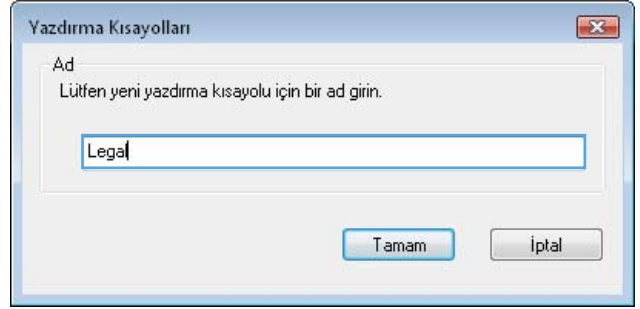 Yazdırma Kısayolları
Ad
Lütfen yeni yazdırma kısayolu için bir ad girin.
Legal
Tamam
İptal